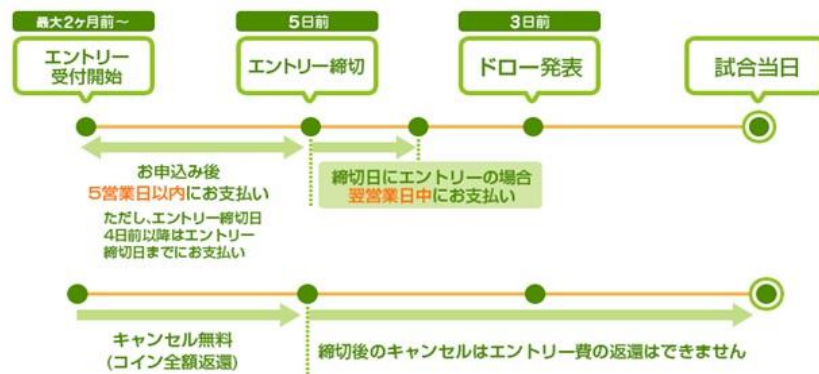 最大2ヶ月前～
5日前
3日前
エントリー
受付開始
エントリー締切
ドロー発表
試合当日
お申込み後
5営業日以内にお支払い
ただし、エントリー締切日
4日前以降はエントリー
締切日までにお支払い
締切日にエントリーの場合
翌営業日中にお支払い
キャンセル無料
(コイン全額返還)
締切後のキャンセルはエントリー費の返還はできません